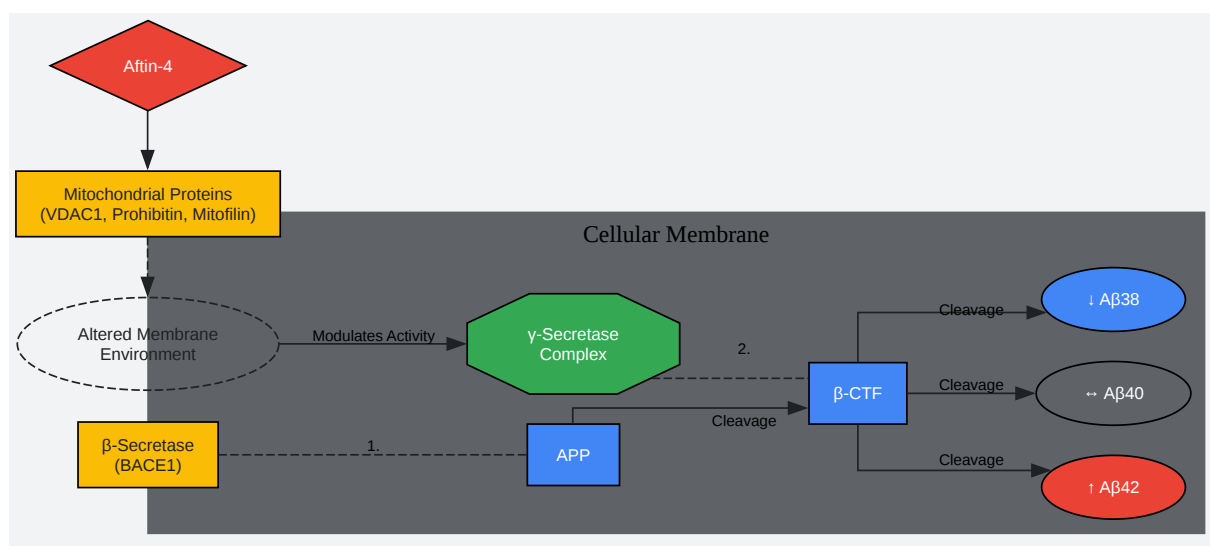 Aftin-4
Mitochondrial Proteins
(VDAC1, Prohibitin, Mitofilin)
Cellular Membrane
Altered Membrane
Environment
Modulates Activity
γ-Secretase
Complex
2.
β-CTF
Cleavage
↓ Aβ38
Cleavage
↔ Aβ40
Cleavage
↑ Aβ42
β-Secretase
(BACE1)
1.
APP
Cleavage